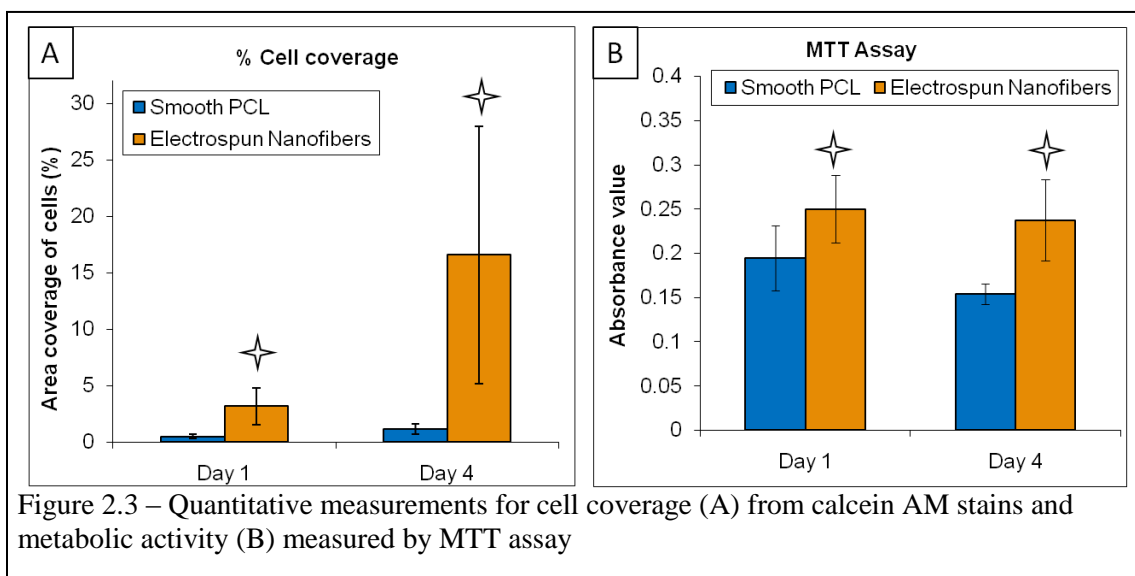 A
% Cell coverage
Smooth PCL
Electrospun Nanofibers
Area coverage of cells (%)
30
25
20
15
10
5
0
Day 1
Day 4
B
MTT Assay
Smooth PCL
Electrospun Nanofibers
Absorbance value
0.4
0.35
0.3
0.25
0.2
0.15
0.1
0.05
0
Day 1
Day 4
Figure 2.3 – Quantitative measurements for cell coverage (A) from calcein AM stains and
metabolic activity (B) measured by MTT assay